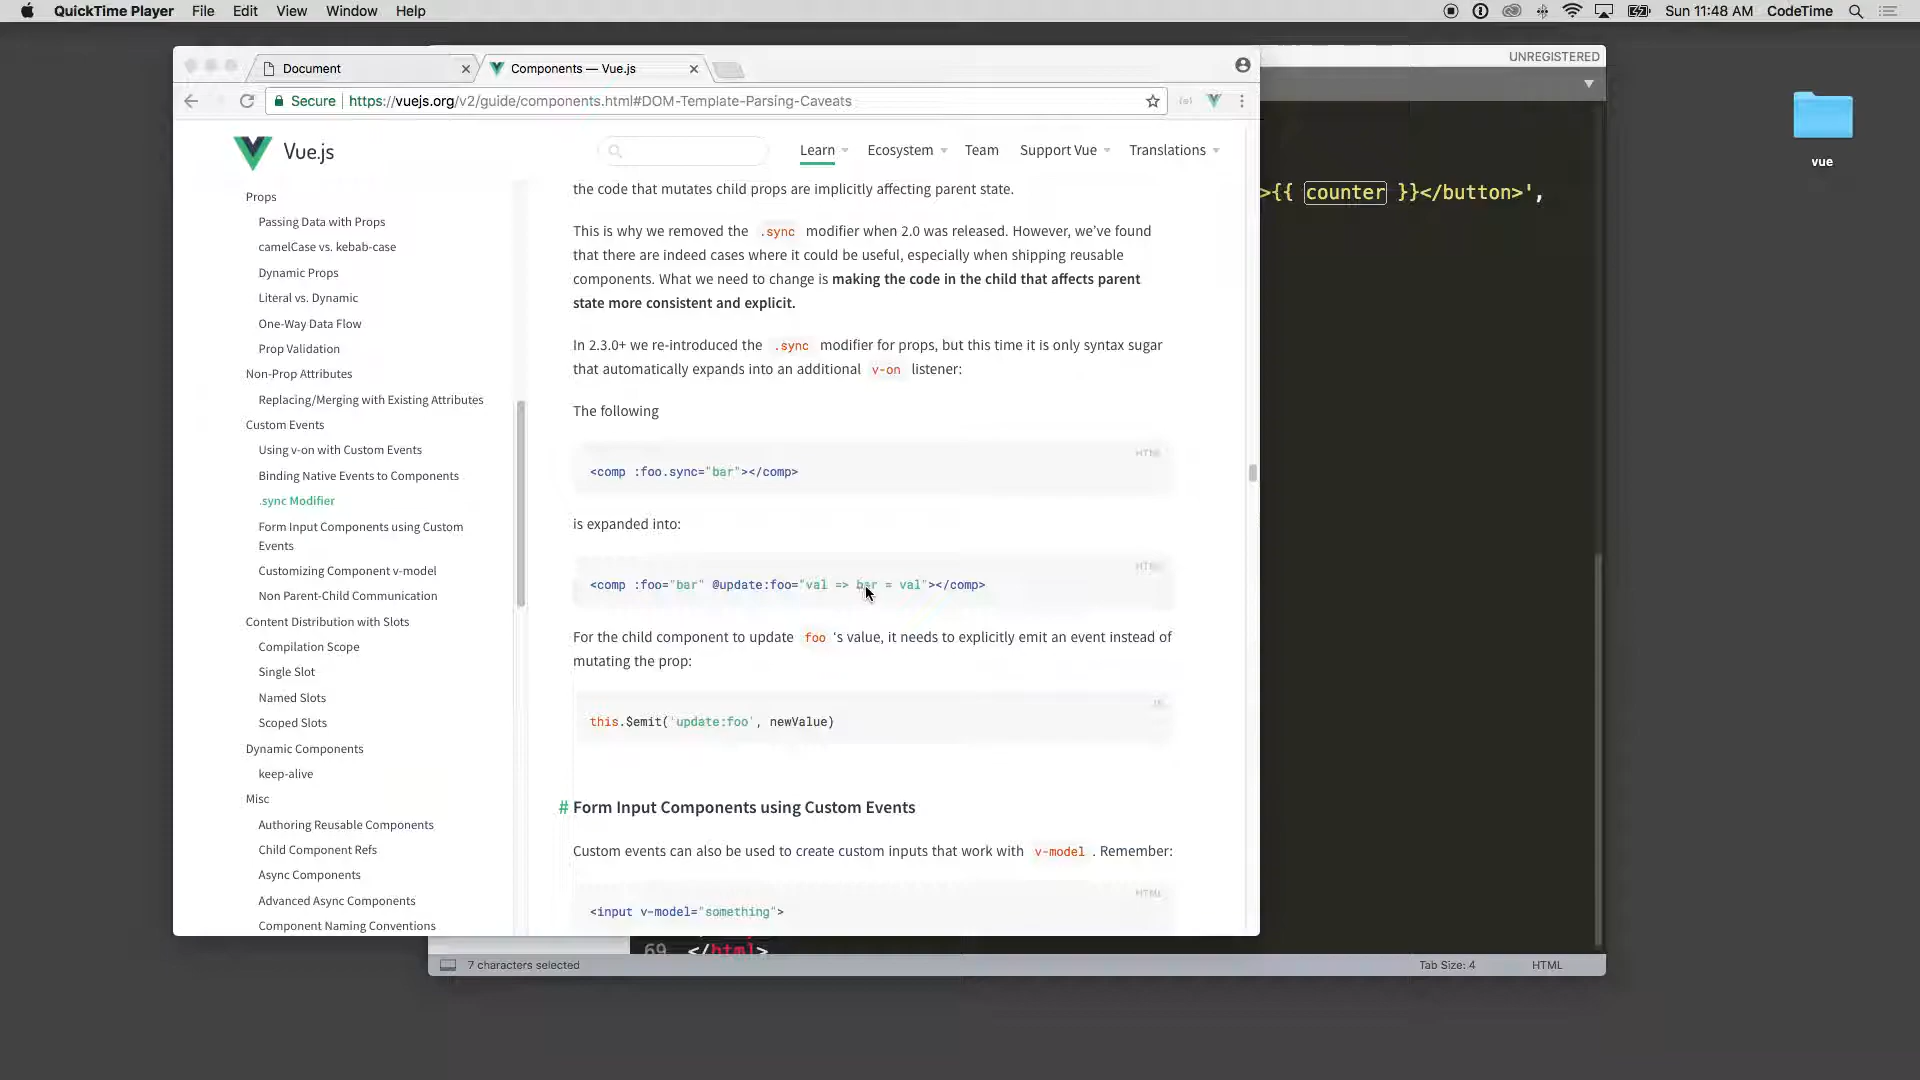 QuickTime Player File Edit View Window Help
Sun 11:48 AM CodeTime
UNREGISTERED
Document
Components — Vue.js
Secure https://vuejs.org/v2/guide/components.html#DOM-Template-Parsing-Caveats
Vue.js
Learn Ecosystem Team Support Vue Translations
vue
>{{ counter }}</button>',
Props
Passing Data with Props
camelCase vs. kebab-case
Dynamic Props
Literal vs. Dynamic
One-Way Data Flow
Prop Validation
Non-Prop Attributes
Replacing/Merging with Existing Attributes
Custom Events
Using v-on with Custom Events
Binding Native Events to Components
.sync Modifier
Form Input Components using Custom
Events
Customizing Component v-model
Non Parent-Child Communication
Content Distribution with Slots
Compilation Scope
Single Slot
Named Slots
Scoped Slots
Dynamic Components
keep-alive
Misc
Authoring Reusable Components
Child Component Refs
Async Components
Advanced Async Components
Component Naming Conventions
the code that mutates child props are implicitly affecting parent state.
This is why we removed the .sync modifier when 2.0 was released. However, we’ve found
that there are indeed cases where it could be useful, especially when shipping reusable
components. What we need to change is making the code in the child that affects parent
state more consistent and explicit.
In 2.3.0+ we re-introduced the .sync modifier for props, but this time it is only syntax sugar
that automatically expands into an additional v-on listener:
The following
HTML
<comp :foo.sync="bar"></comp>
is expanded into:
HTML
<comp :foo="bar" @update:foo="val => bar = val"></comp>
For the child component to update foo 's value, it needs to explicitly emit an event instead of
mutating the prop:
JS
this.$emit('update:foo', newValue)
# Form Input Components using Custom Events
Custom events can also be used to create custom inputs that work with v-model . Remember:
HTML
<input v-model="something">
69 </html>
7 characters selected
Tab Size: 4 HTML